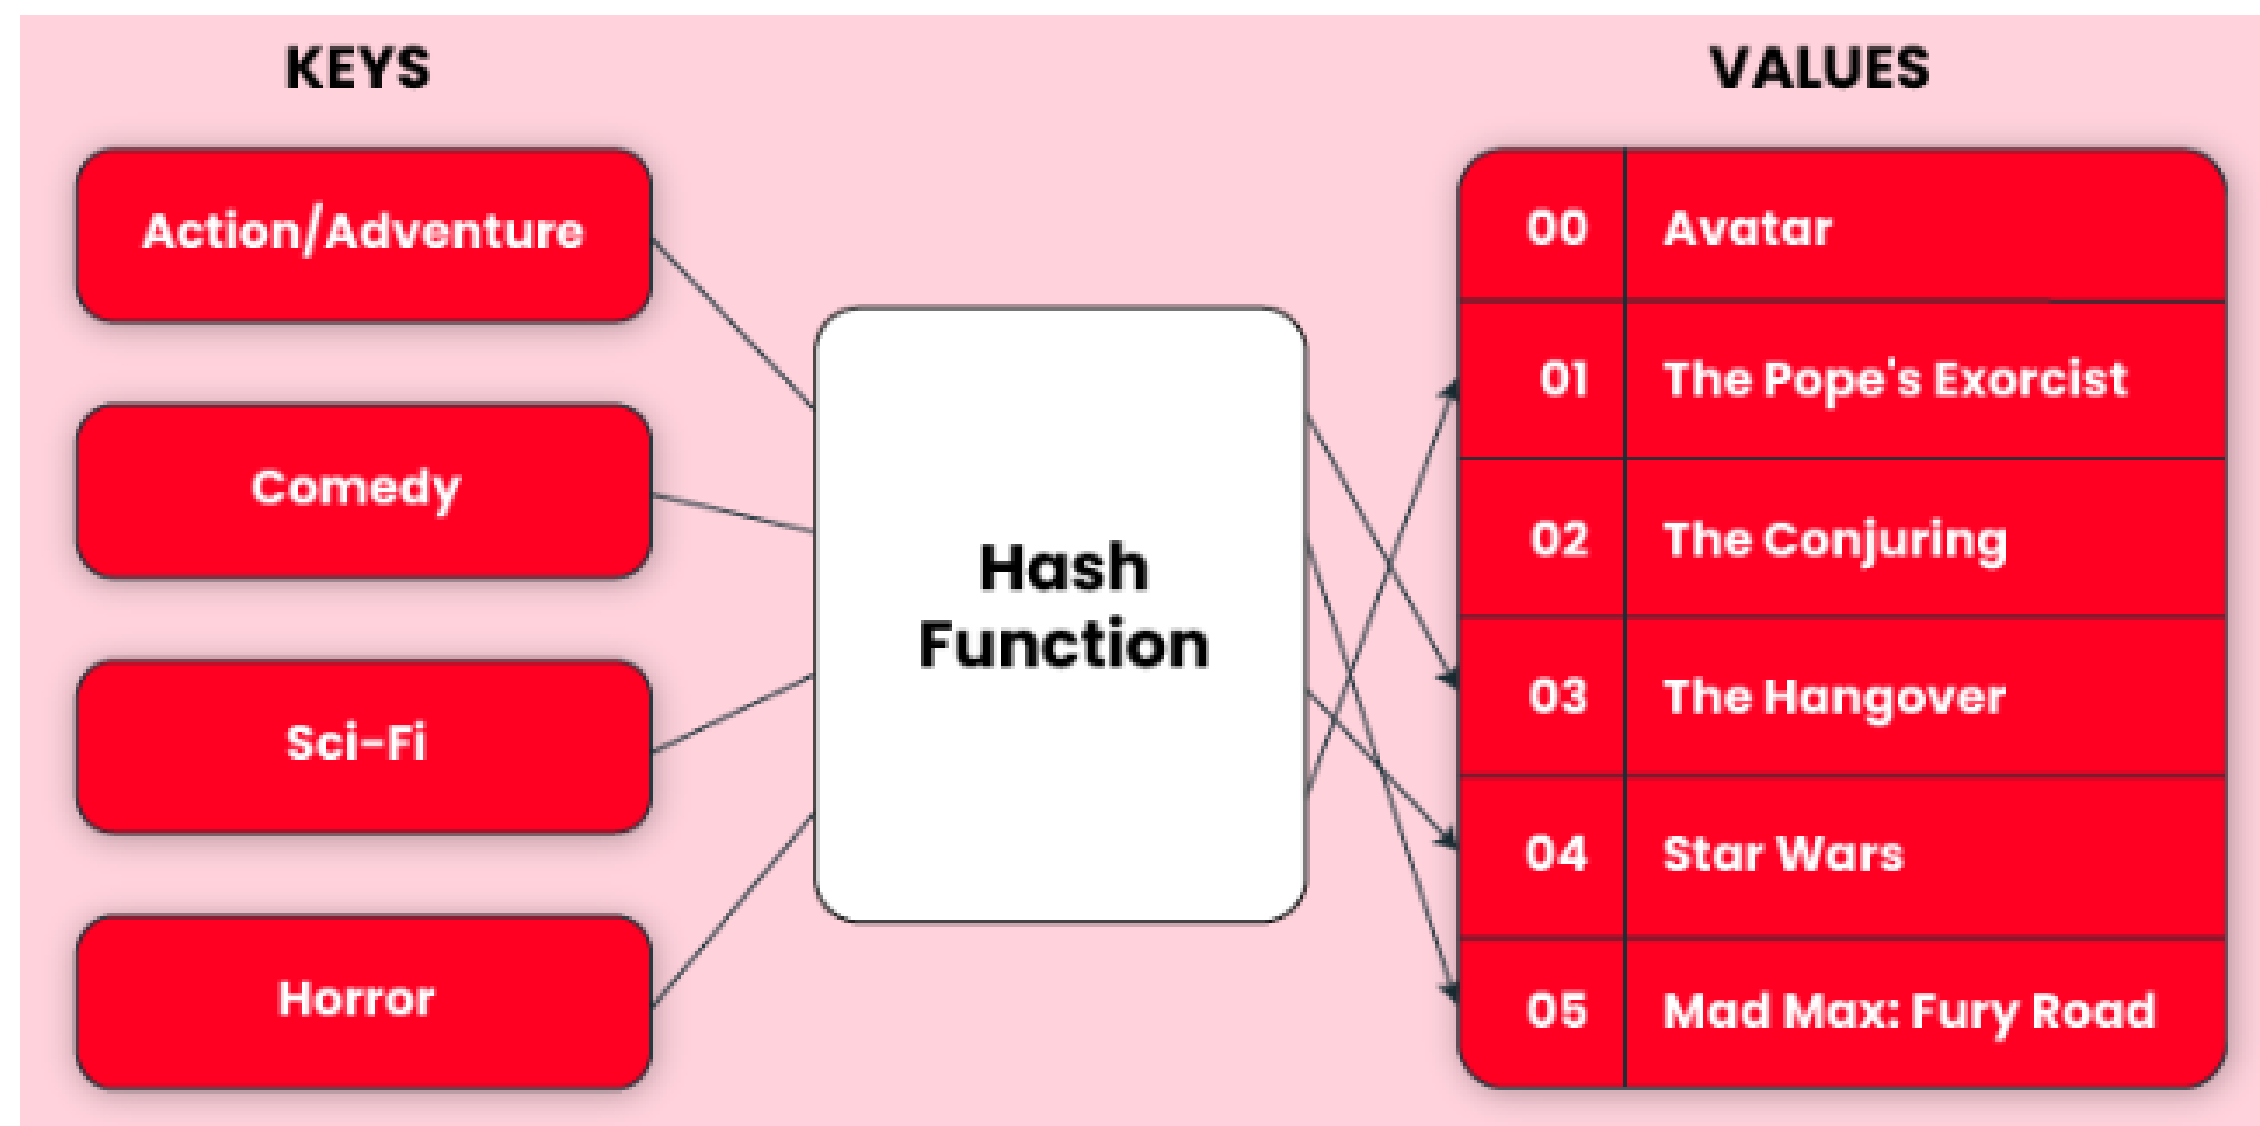 KEYS
VALUES
Action/Adventure
Comedy
Sci-Fi
Horror
Hash
Function
00 Avatar
01 The Pope's Exorcist
02 The Conjuring
03 The Hangover
04 Star Wars
05 Mad Max: Fury Road